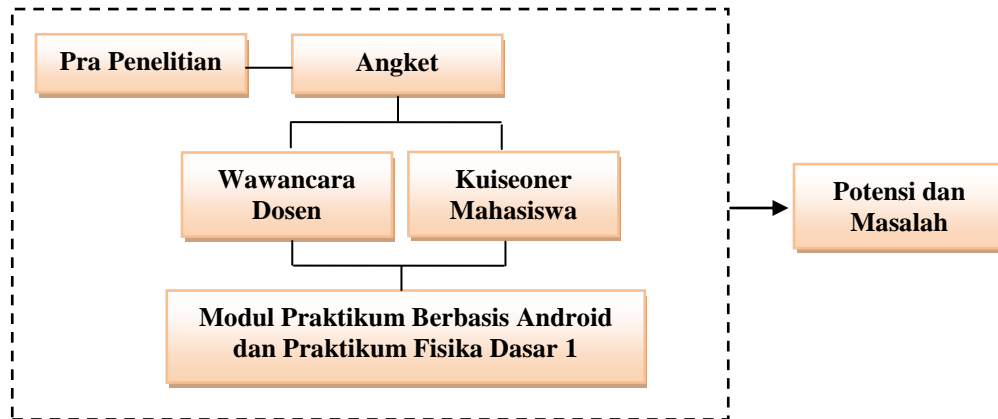 Pra Penelitian
Angket
Wawancara
Dosen
Kuiseoner
Mahasiswa
Modul Praktikum Berbasis Android
dan Praktikum Fisika Dasar 1
Potensi dan
Masalah